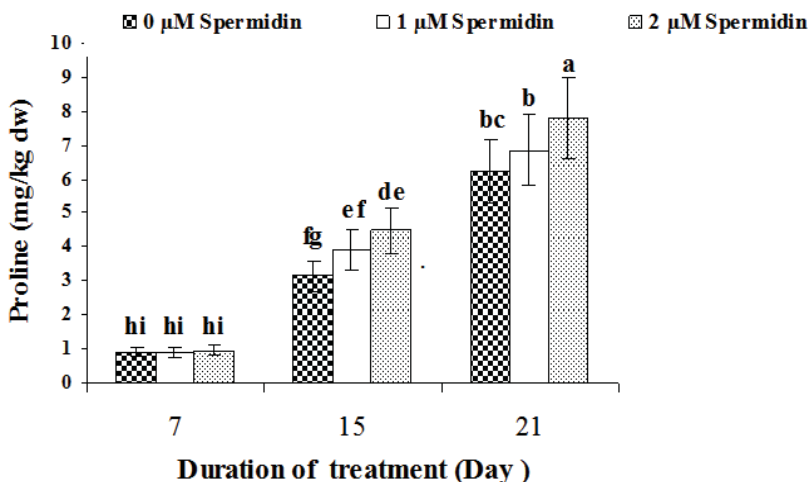 0 µM Spermidin 1 µM Spermidin 2 µM Spermidin
10
9
8
7
6
5
4
3
2
1
0
Proline (mg/kg dw)
hi hi hi
fg ef de
bc b a
7 15 21
Duration of treatment (Day )